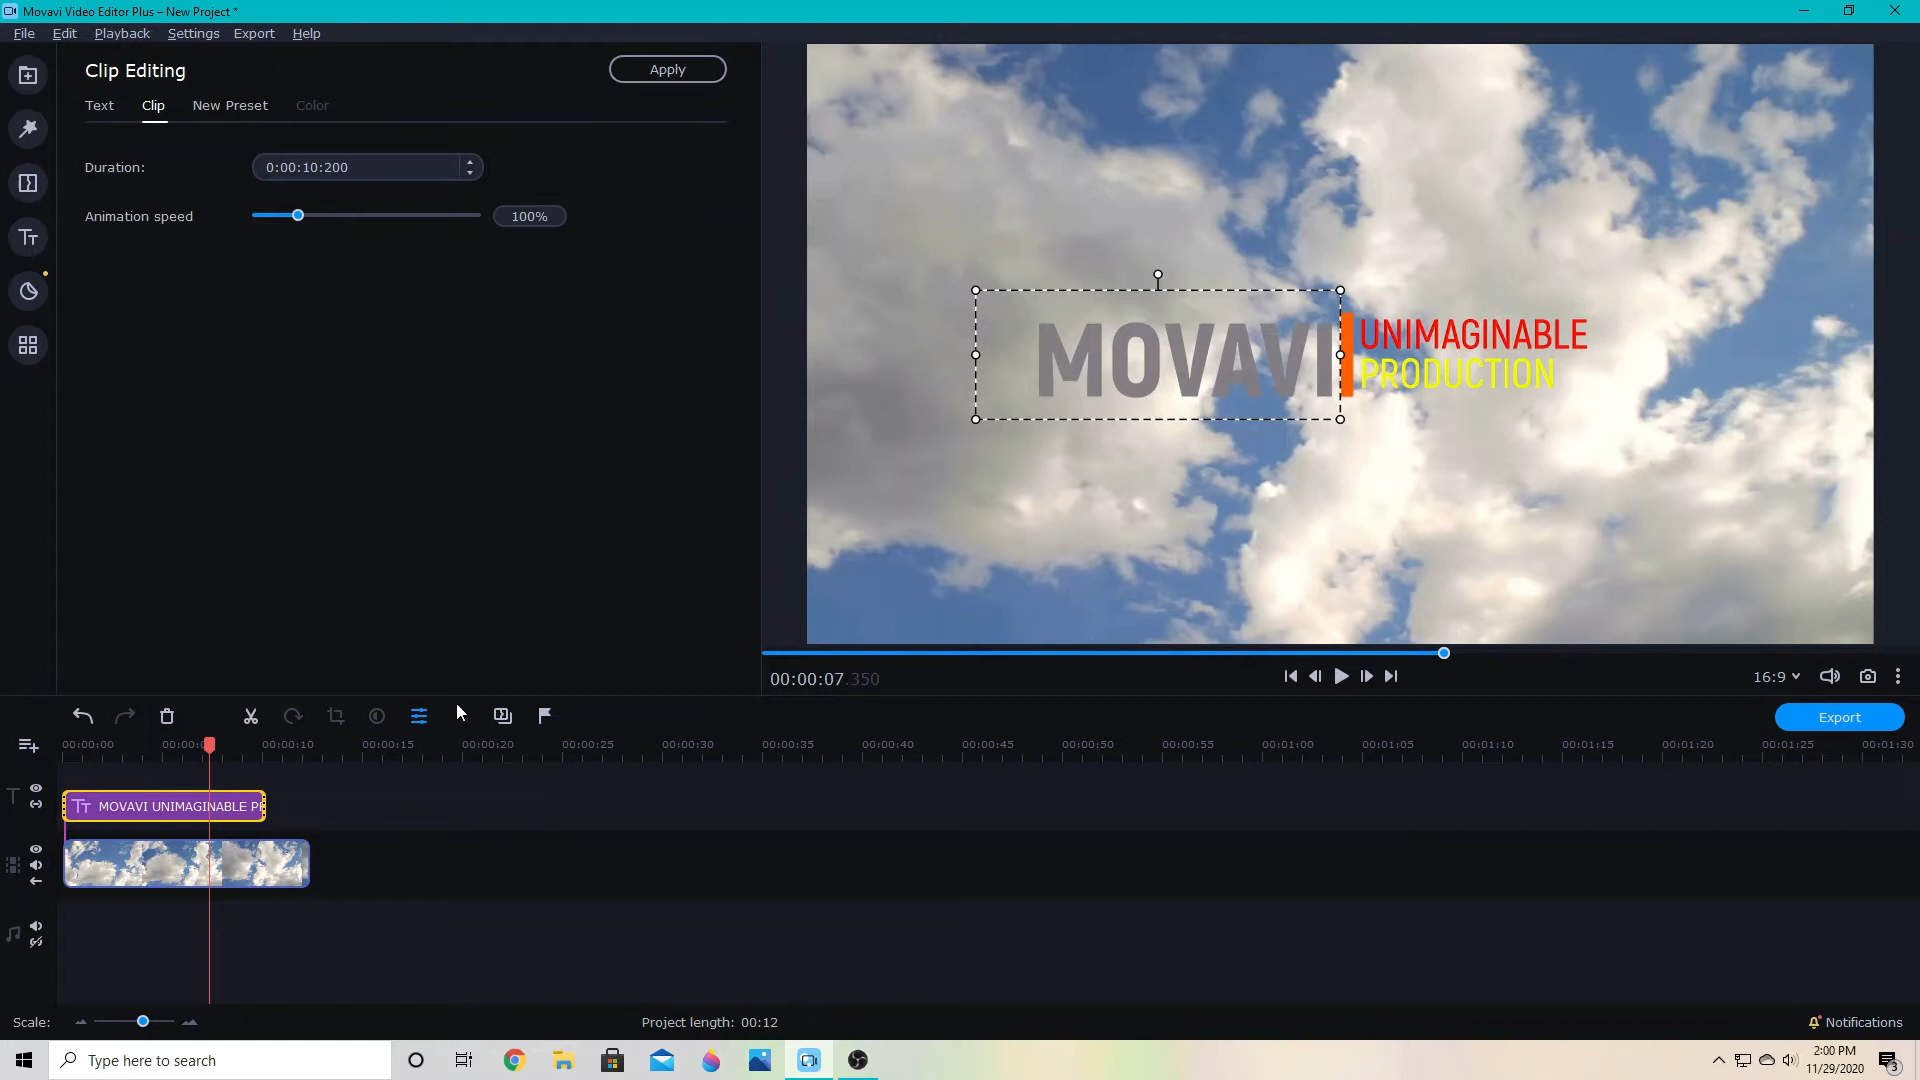 Movavi Video Editor Plus – New Project *
File Edit Playback Settings Export Help
Clip Editing
Apply
Text Clip New Preset Color
Duration: 0:00:10:200
Animation speed 100%
MOVAVI
UNIMAGINABLE
PRODUCTION
00:00:07.350
16:9
Export
00:00:00 00:00:10 00:00:15 00:00:20 00:00:25 00:00:30 00:00:35 00:00:40 00:00:45 00:00:50 00:00:55 00:01:00 00:01:05 00:01:10 00:01:15 00:01:20 00:01:25 00:01:30
MOVAVI UNIMAGINABLE
Scale:
Project length: 00:12
Notifications
Type here to search
2:00 PM
11/29/2020
3